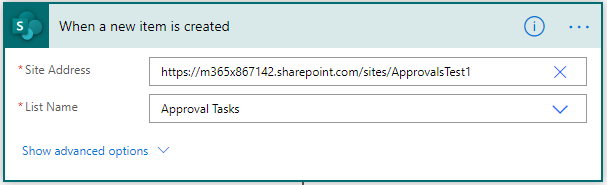 When a new item is created
* Site Address
https://m365x867142.sharepoint.com/sites/ApprovalsTest1
* List Name
Approval Tasks
Show advanced options